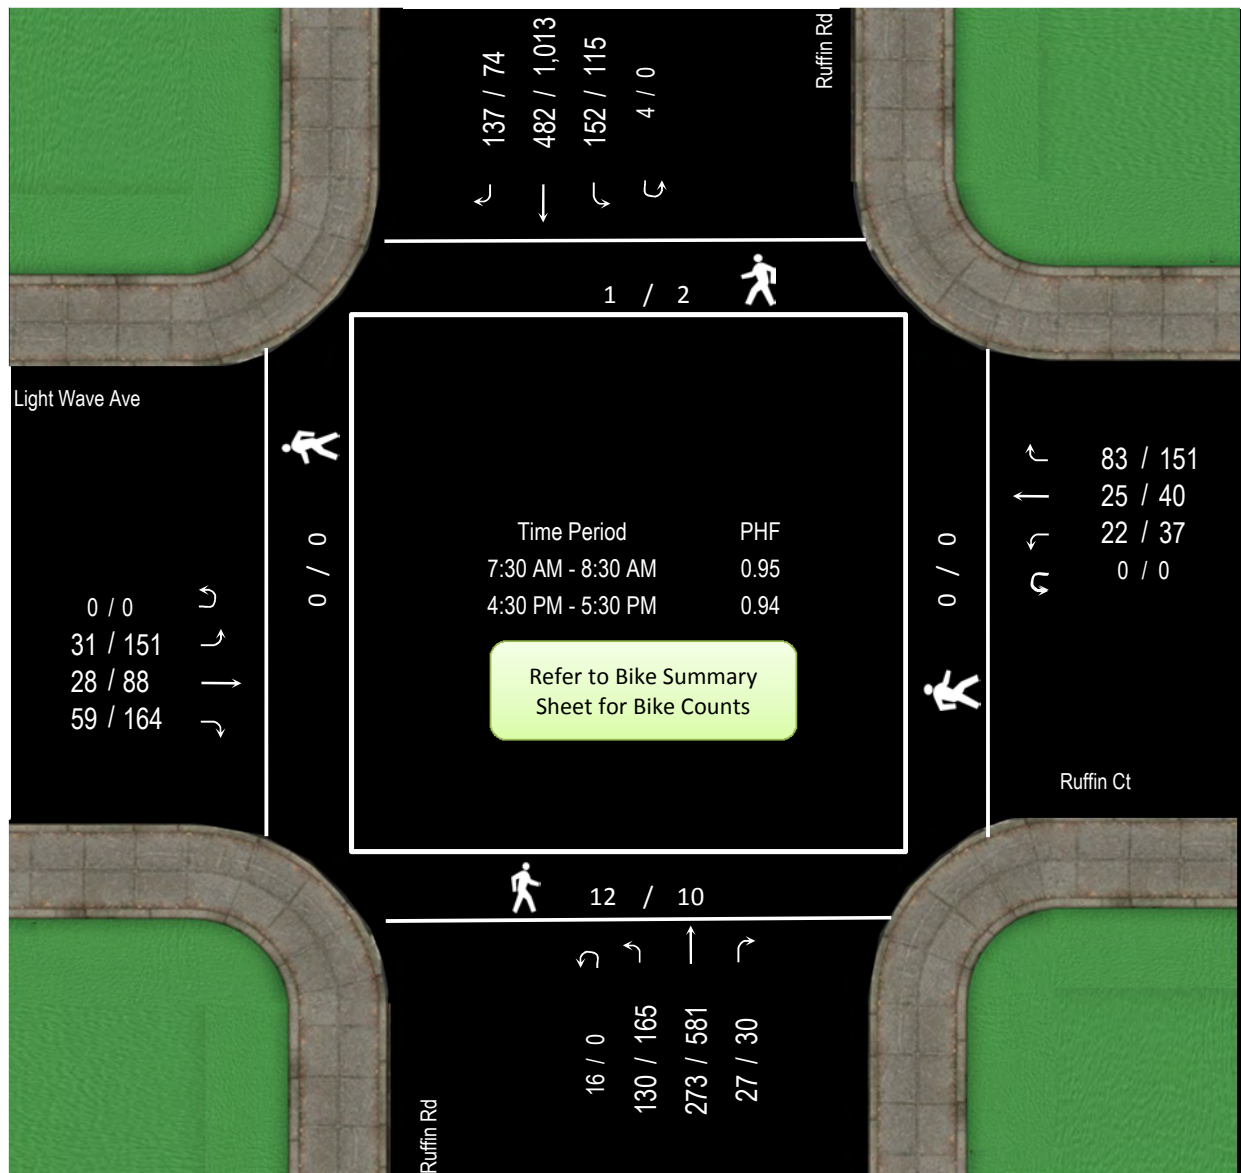 137 / 74
482 / 1,013
152 / 115
4 / 0
Ruffin Rd
1 / 2
Light Wave Ave
0 / 0
31 / 151
28 / 88
59 / 164
0 / 0
Time Period PHF
7:30 AM - 8:30 AM 0.95
4:30 PM - 5:30 PM 0.94
Refer to Bike Summary
Sheet for Bike Counts
0 / 0
83 / 151
25 / 40
22 / 37
0 / 0
Ruffin Ct
12 / 10
16 / 0
130 / 165
273 / 581
27 / 30
Ruffin Rd